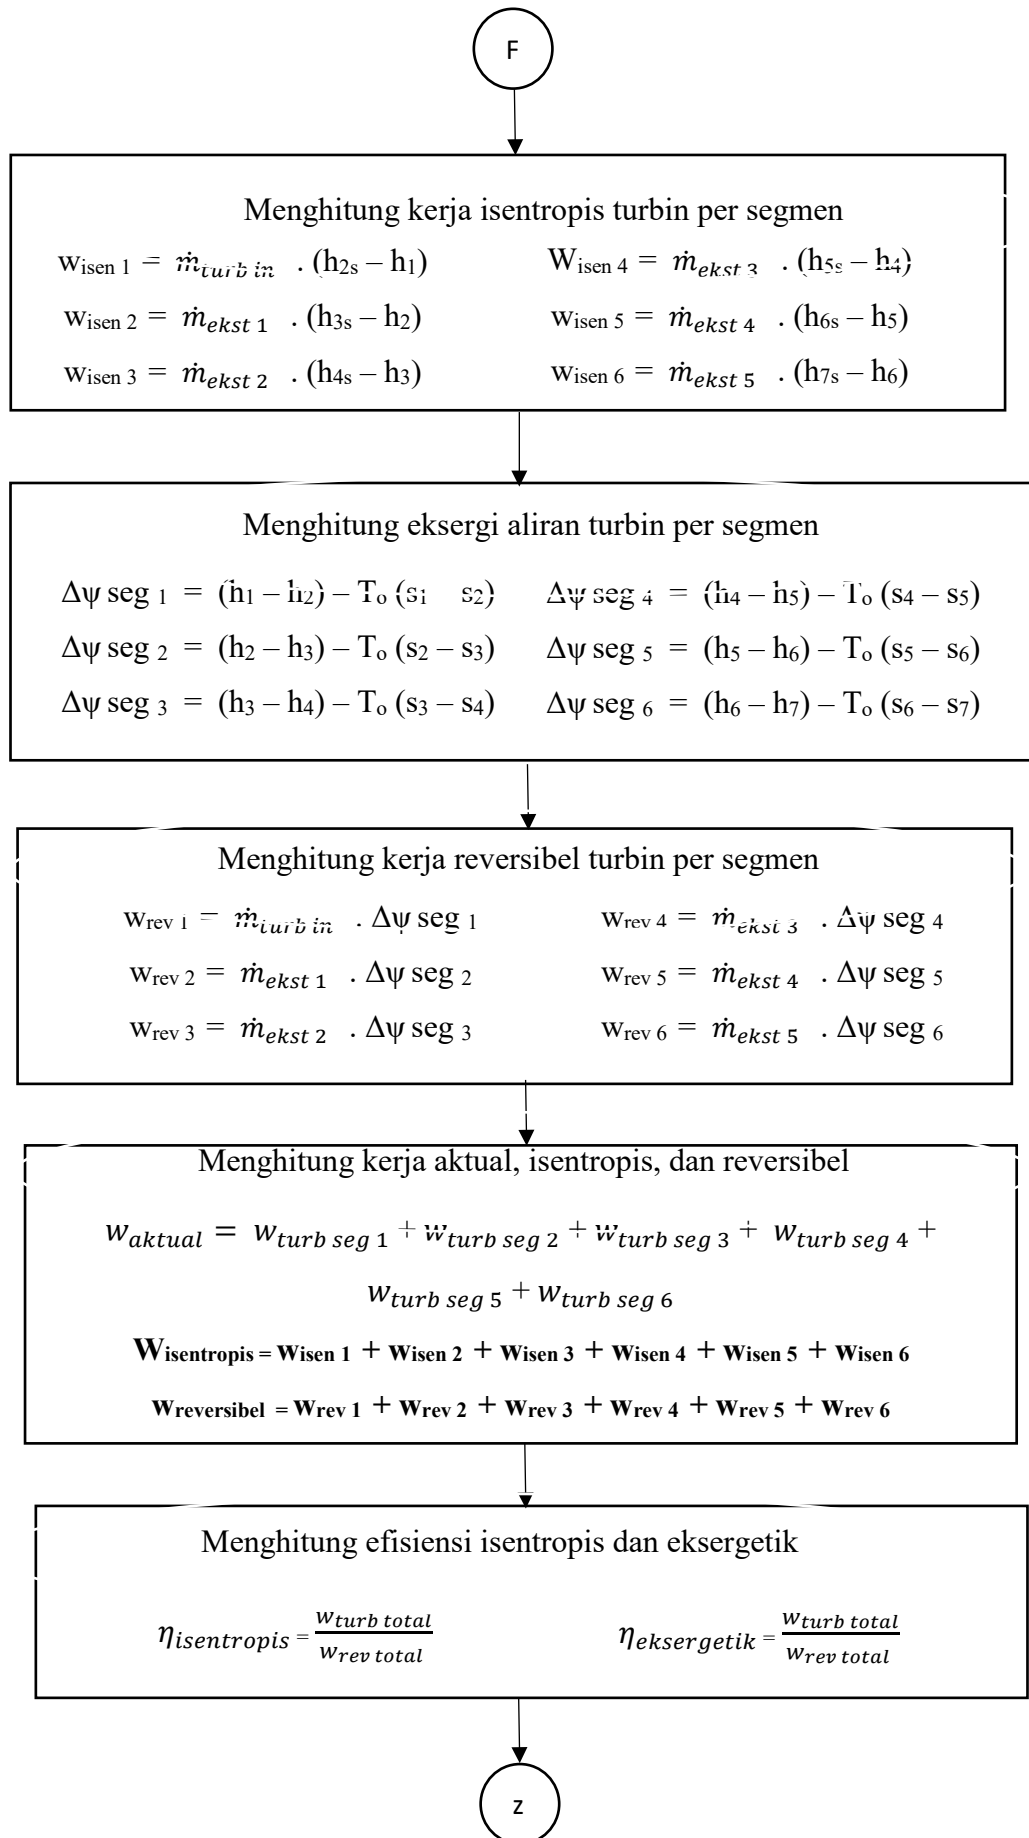 F
Menghitung kerja isentropis turbin per segmen
wisen 1 = ṁturb in . (h2s – h1) Wisen 4 = ṁekst 3 . (h5s – h4)
wisen 2 = ṁekst 1 . (h3s – h2) wisen 5 = ṁekst 4 . (h6s – h5)
wisen 3 = ṁekst 2 . (h4s – h3) wisen 6 = ṁekst 5 . (h7s – h6)
Menghitung eksergi aliran turbin per segmen
Δψ seg 1 = (h1 – h2) – To (s1 s2) Δψ seg 4 = (h4 – h5) – To (s4 – s5)
Δψ seg 2 = (h2 – h3) – To (s2 – s3) Δψ seg 5 = (h5 – h6) – To (s5 – s6)
Δψ seg 3 = (h3 – h4) – To (s3 – s4) Δψ seg 6 = (h6 – h7) – To (s6 – s7)
Menghitung kerja reversibel turbin per segmen
wrev 1 = ṁturb in . Δψ seg 1 wrev 4 = ṁekst 3 . Δψ seg 4
wrev 2 = ṁekst 1 . Δψ seg 2 wrev 5 = ṁekst 4 . Δψ seg 5
wrev 3 = ṁekst 2 . Δψ seg 3 wrev 6 = ṁekst 5 . Δψ seg 6
Menghitung kerja aktual, isentropis, dan reversibel
waktual = wturb seg 1 + wturb seg 2 + wturb seg 3 + wturb seg 4 +
wturb seg 5 + wturb seg 6
Wisentropis = wisen 1 + wisen 2 + wisen 3 + wisen 4 + wisen 5 + wisen 6
wreversibel = wrev 1 + wrev 2 + wrev 3 + wrev 4 + wrev 5 + wrev 6
Menghitung efisiensi isentropis dan eksergetik
ηisentropis = wturb total / wrev total ηeksergetik = wturb total / wrev total
z